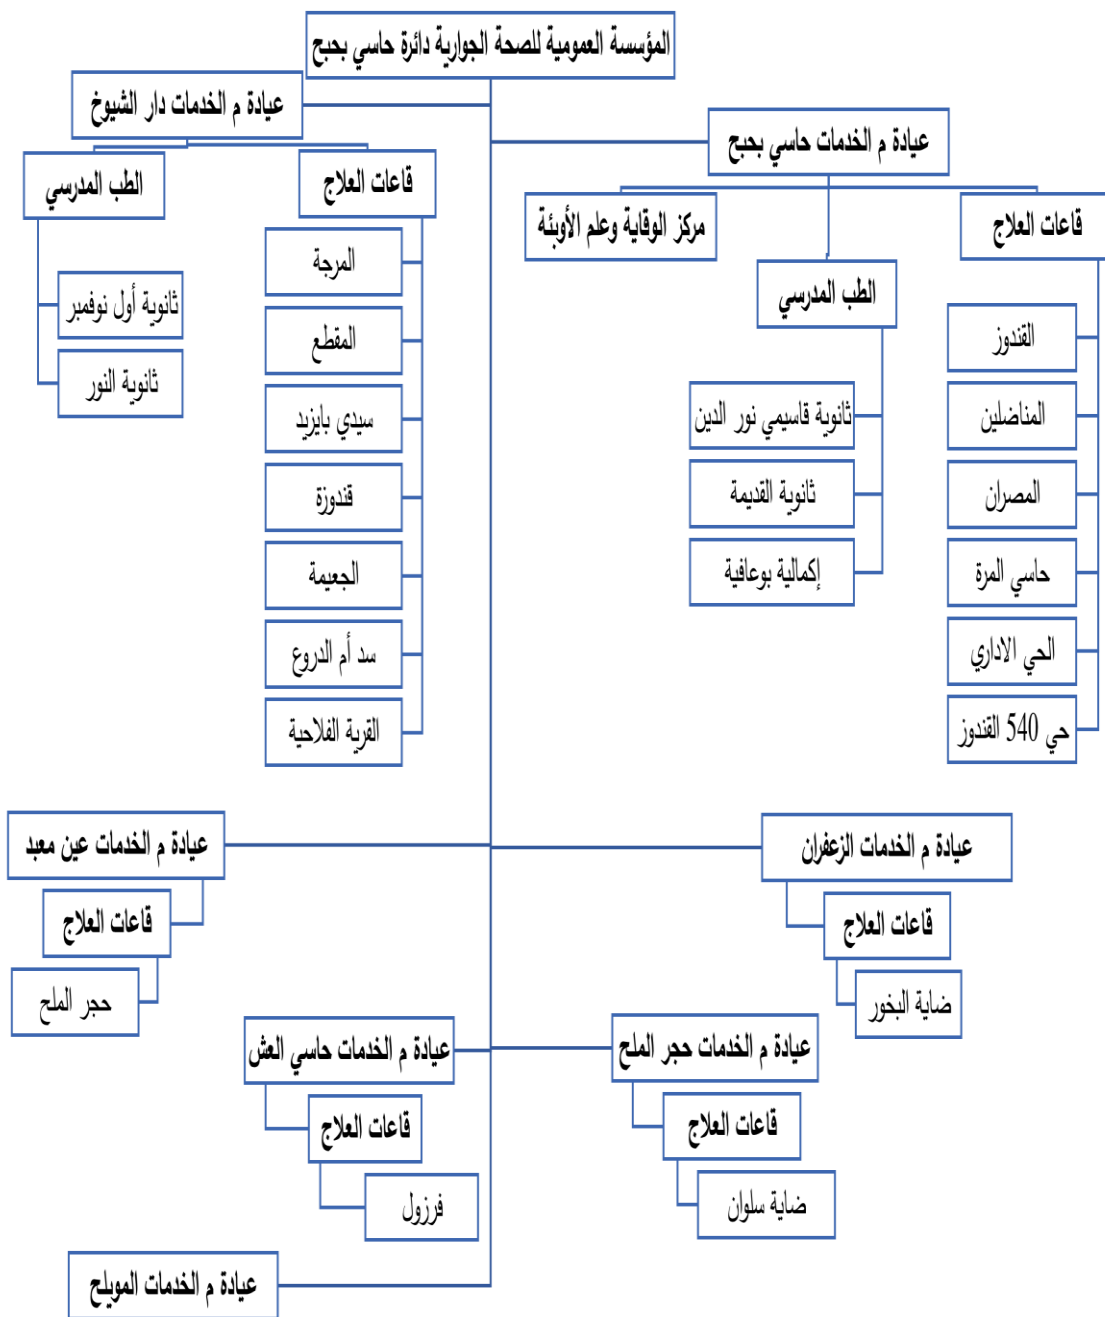 المؤسسة العمومية للصحة الجوارية دائرة حاسي بحبح
عيادة م الخدمات حاسي بحبح
قاعات العلاج
القندوز
المناضلين
المصران
حاسي المرة
الحي الاداري
حي 540 القندوز
الطب المدرسي
ثانوية قاسيمي نور الدين
ثانوية القديمة
إكمالية بوعافية
مركز الوقاية وعلم الأوبئة
عيادة م الخدمات دار الشيوخ
قاعات العلاج
المرجة
المقطع
سيدي بايزيد
قندوزة
الجعيمة
سد أم الدروع
القرية الفلاحية
الطب المدرسي
ثانوية أول نوفمبر
ثانوية النور
عيادة م الخدمات الزعفران
قاعات العلاج
ضاية البخور
عيادة م الخدمات عين معبد
قاعات العلاج
حجر الملح
عيادة م الخدمات حجر الملح
قاعات العلاج
ضاية سلوان
عيادة م الخدمات حاسي العش
قاعات العلاج
فرزول
عيادة م الخدمات المويلح